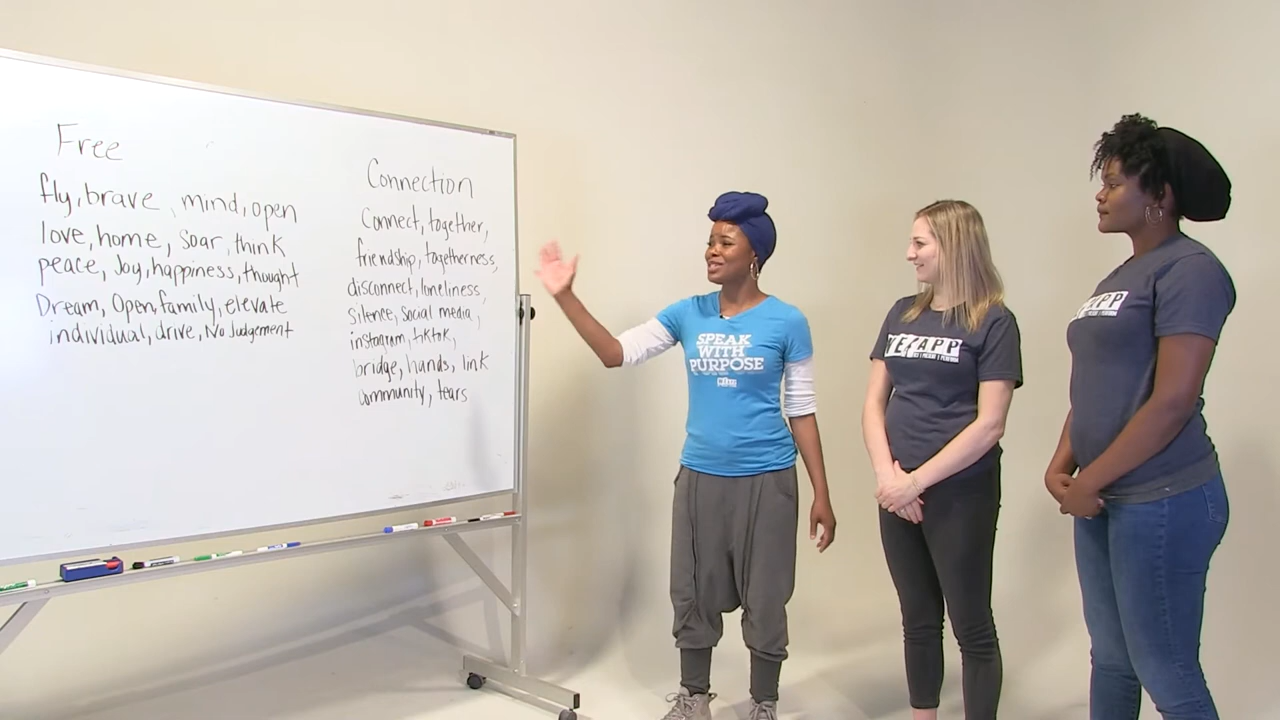 Free
fly, brave, mind, open
love, home, soar, think
peace, Joy, happiness, thought
Dream, Open, family, elevate
individual, drive, No Judgement
Connection
Connect, together,
friendship, togetherness,
disconnect, loneliness,
silence, social media,
instagram, tiktok,
bridge, hands, link
community, tears
SPEAK
WITH
PURPOSE